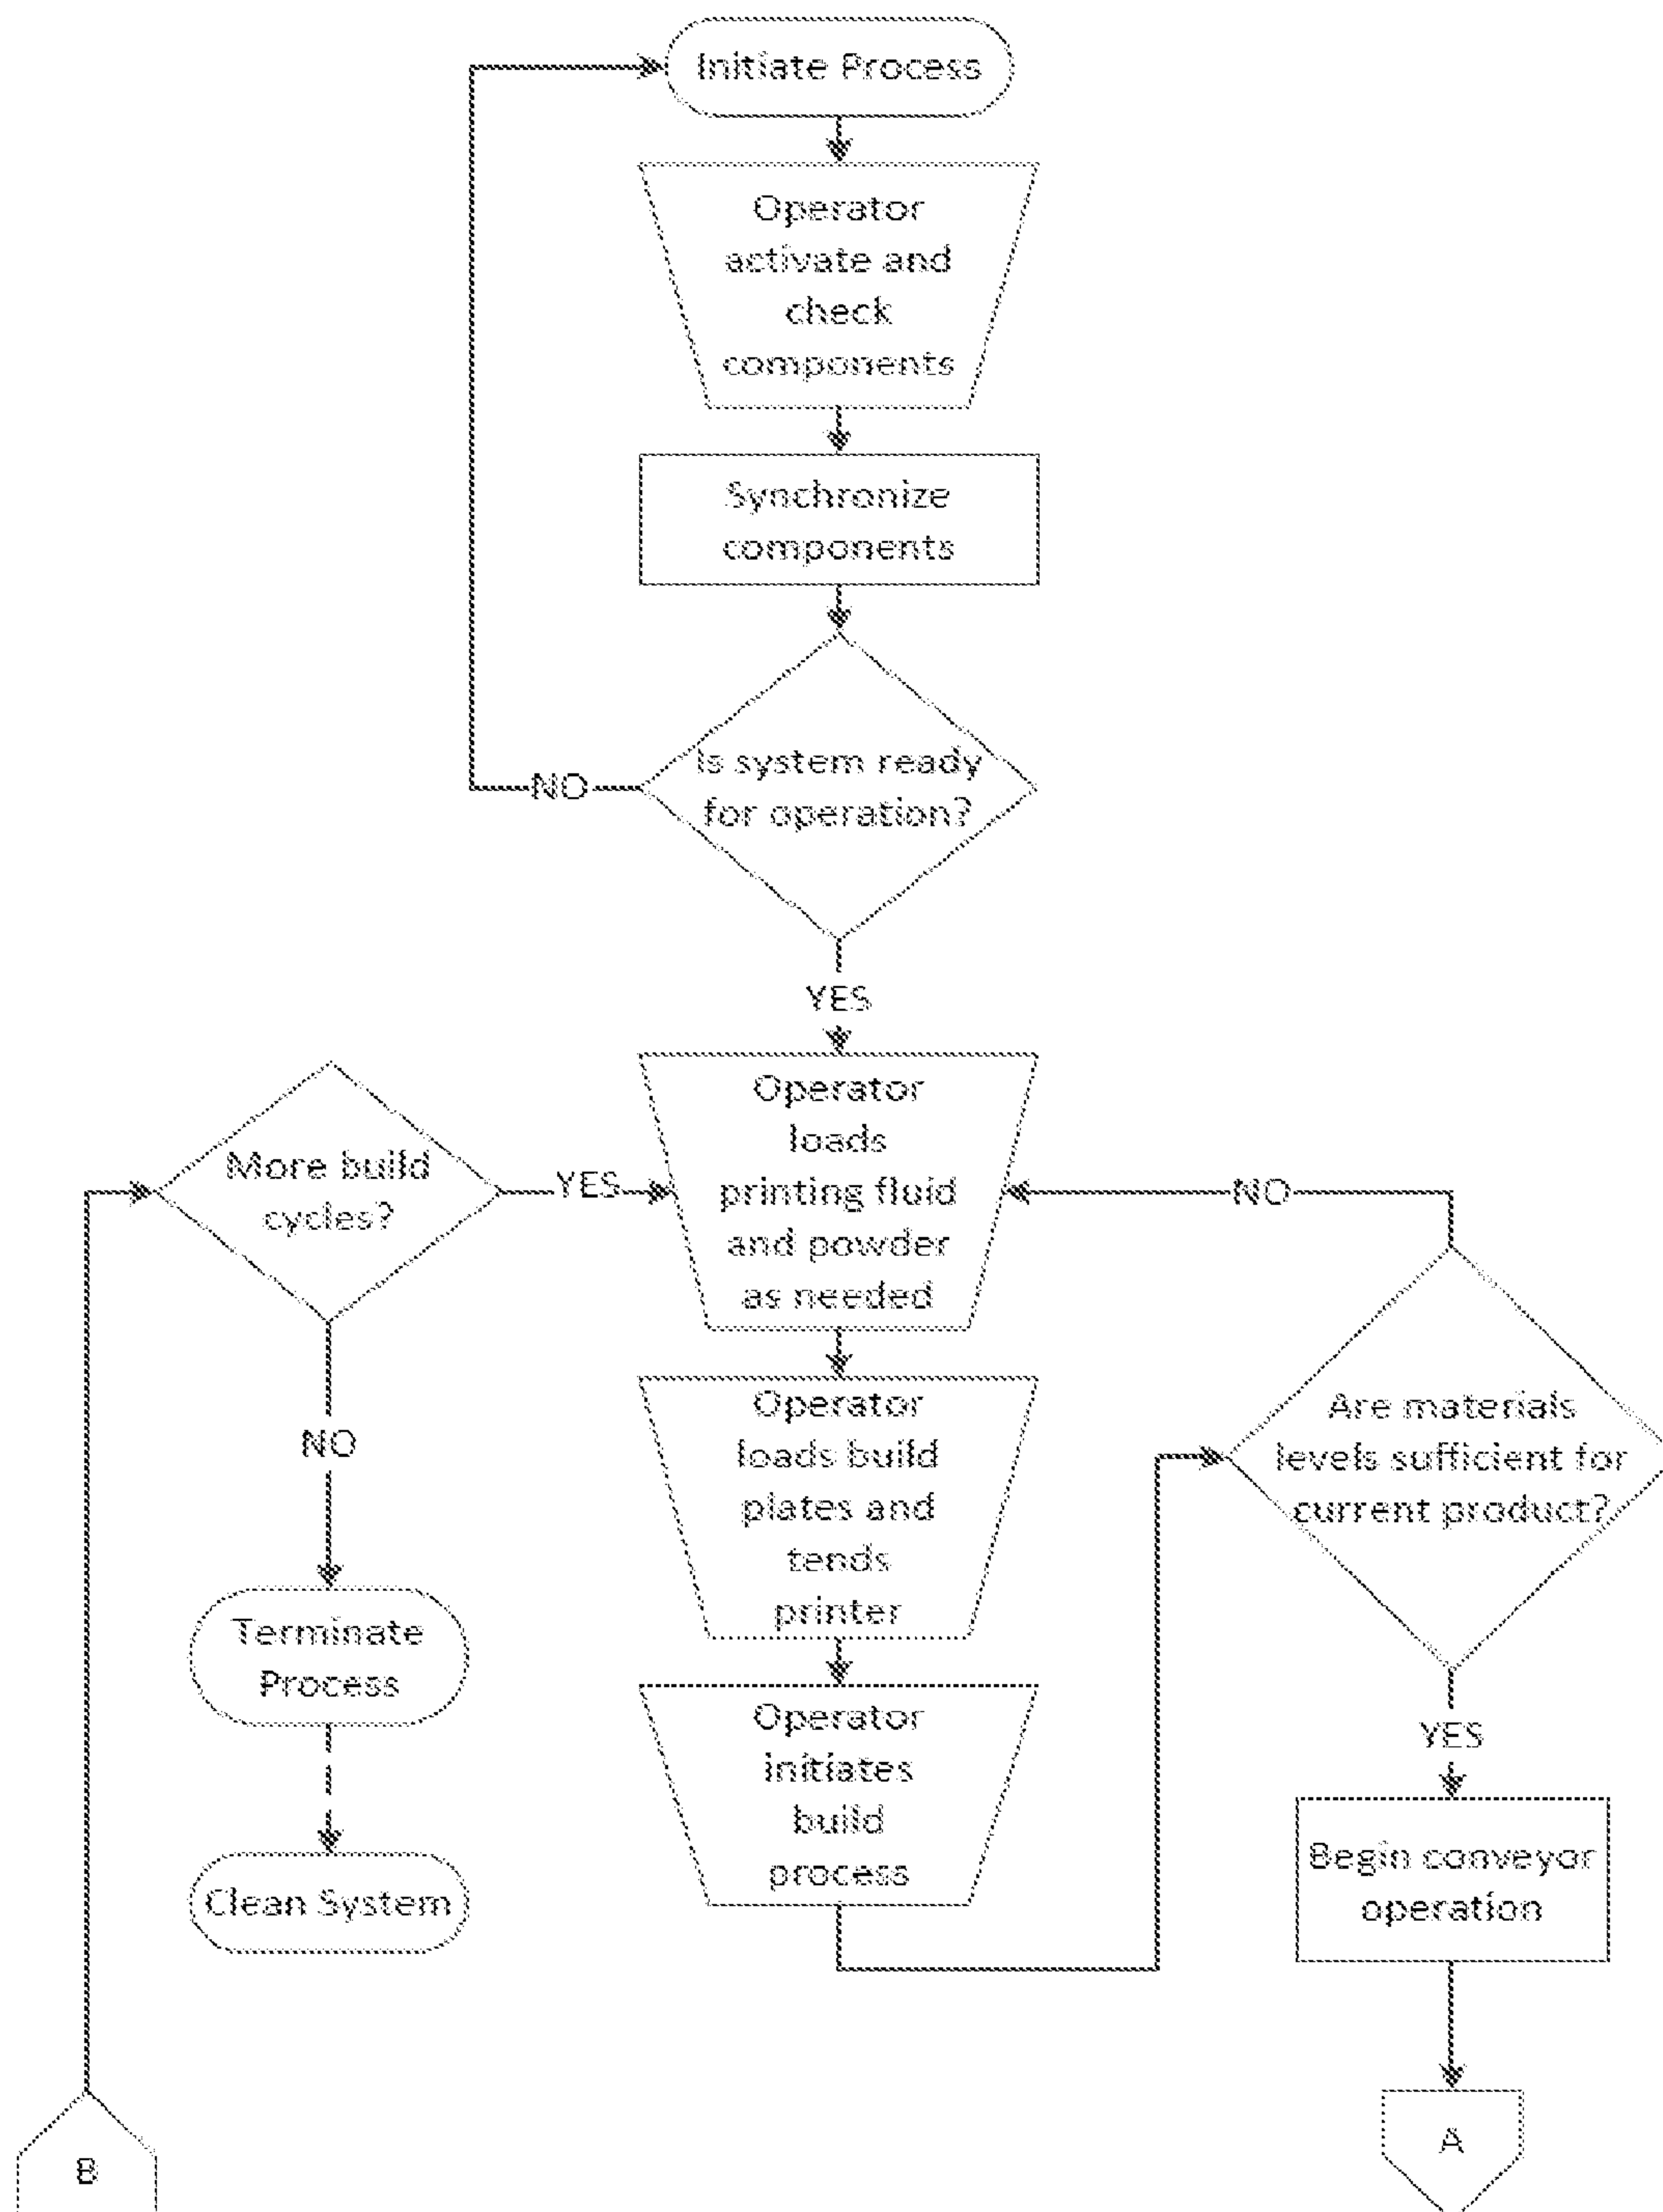 Initiate Process
Operator
activate and
check
components
Synchronize
components
Is system ready
for operation?
NO
YES
More build
cycles?
YES
Operator
loads
printing fluid
and powder
as needed
NO
NO
Operator
loads build
plates and
tends
printer
Are materials
levels sufficient for
current product?
Terminate
Process
Operator
initiates
build
process
YES
Clean System
Begin conveyor
operation
B
A